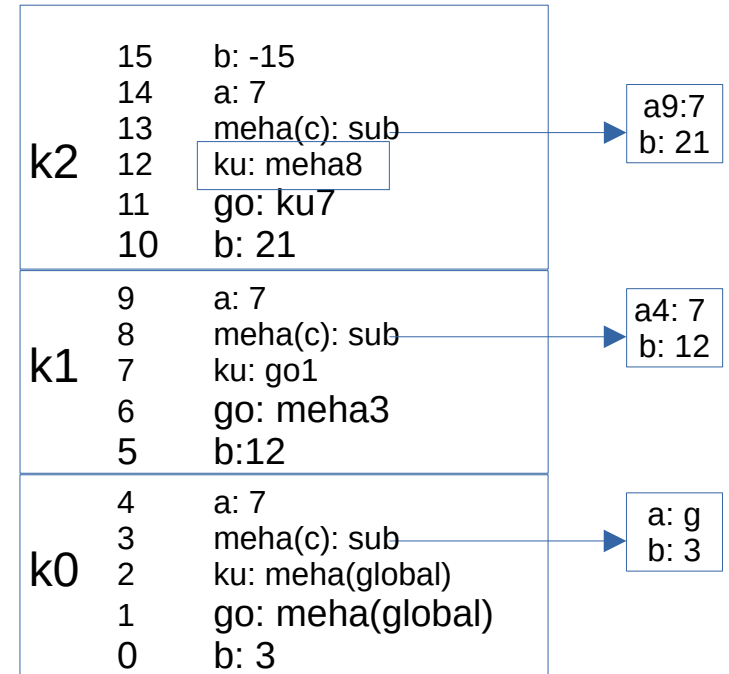 k2
15 b: -15
14 a: 7
13 meha(c): sub
12 ku: meha8
11 go: ku7
10 b: 21
a9:7
b: 21
k1
9 a: 7
8 meha(c): sub
7 ku: go1
6 go: meha3
5 b:12
a4: 7
b: 12
k0
4 a: 7
3 meha(c): sub
2 ku: meha(global)
1 go: meha(global)
0 b: 3
a: g
b: 3